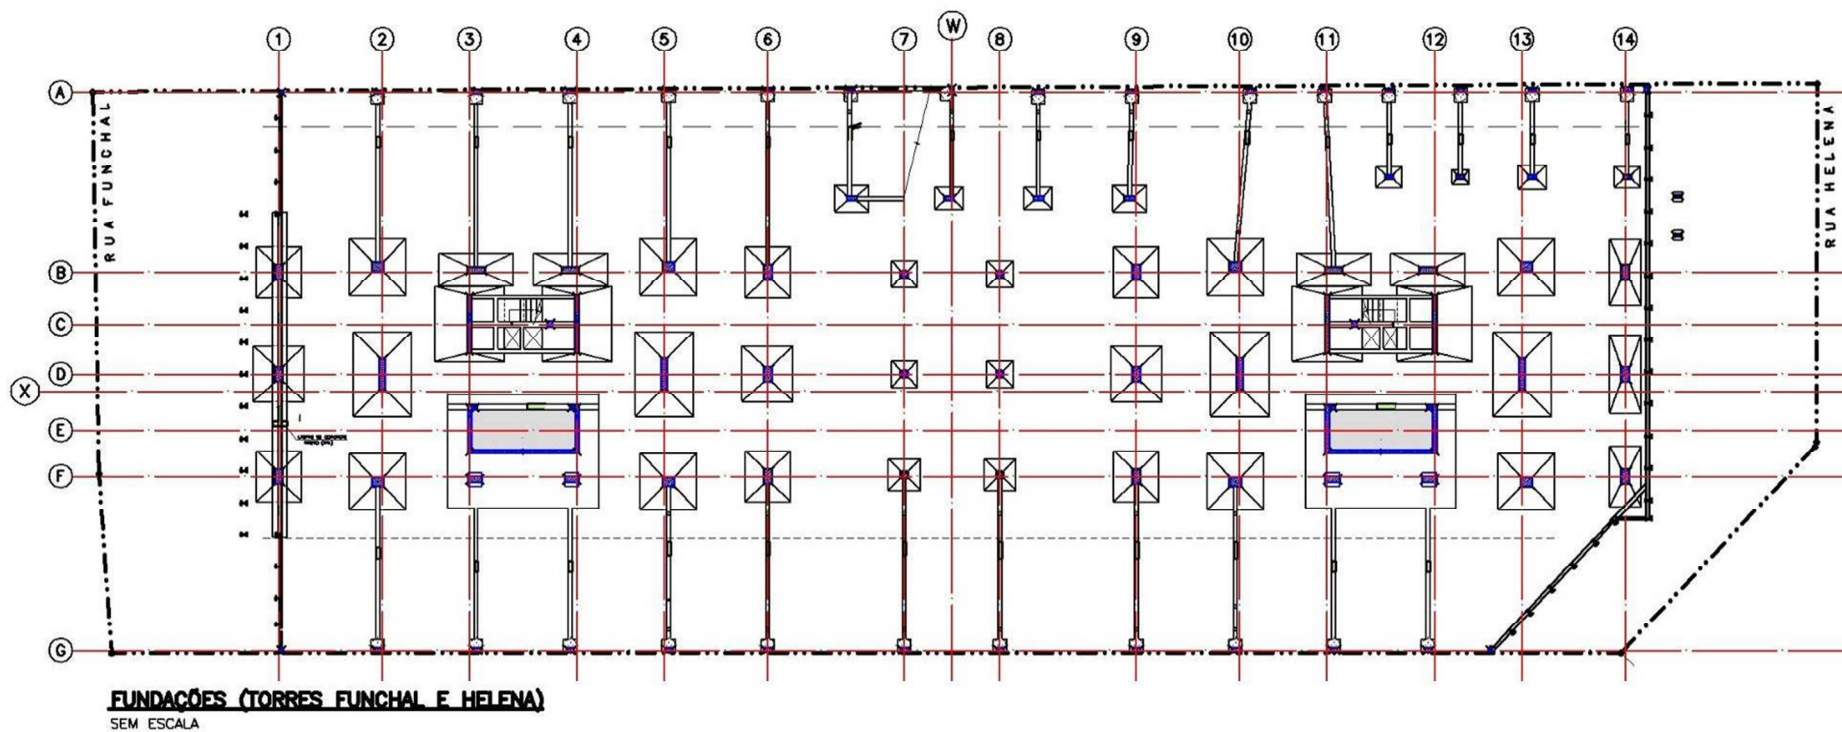 1 2 3 4 5 6 7 W 8 9 10 11 12 13 14
A
RUA FUNCHAL
RUA HELENA
B
C
D
X
E
F
G
FUNDAÇÕES (TORRES FUNCHAL E HELENA)
SEM ESCALA